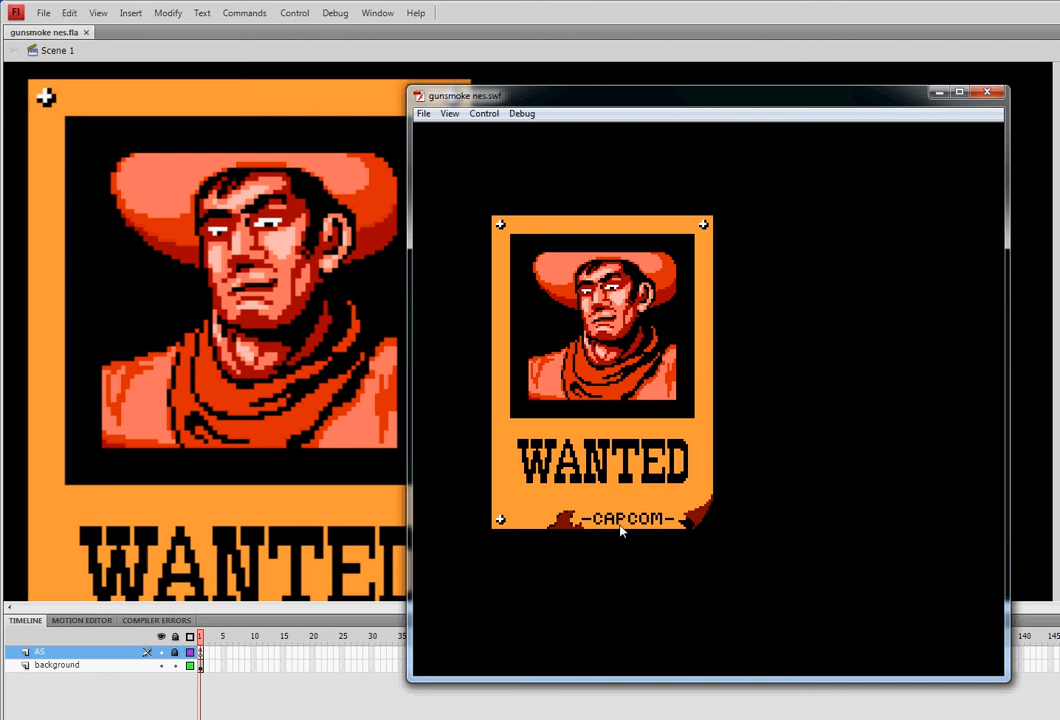 Fl File Edit View Insert Modify Text Commands Control Debug Window Help
gunsmoke nes.fla ×
Scene 1
WANTED
gunsmoke nes.swf
File View Control Debug
WANTED
-CAPCOM-
TIMELINE MOTION EDITOR COMPILER ERRORS
1 5 10 15 20 25 30 35 140 145
AS
background